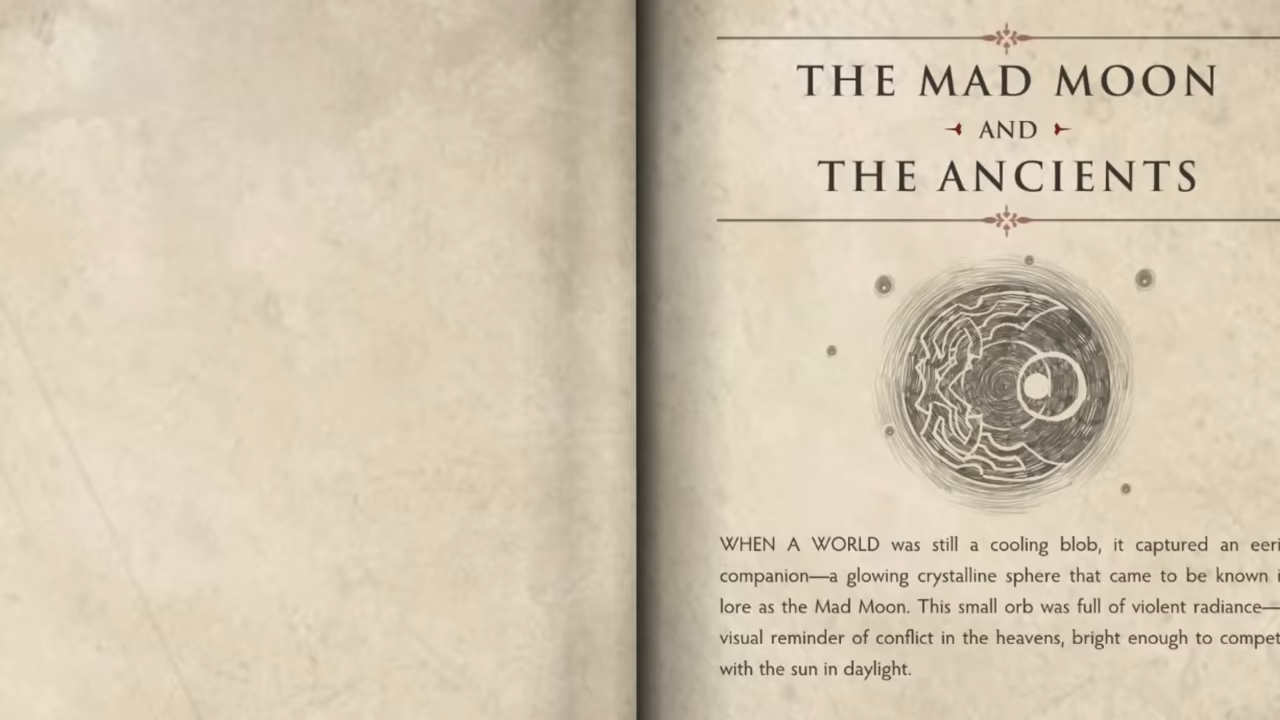 THE MAD MOON
AND
THE ANCIENTS
WHEN A WORLD was still a cooling blob, it captured an
companion—a glowing crystalline sphere that came to be known
lore as the Mad Moon. This small orb was full of violent radiance—
visual reminder of conflict in the heavens, bright enough to
with the sun in daylight.